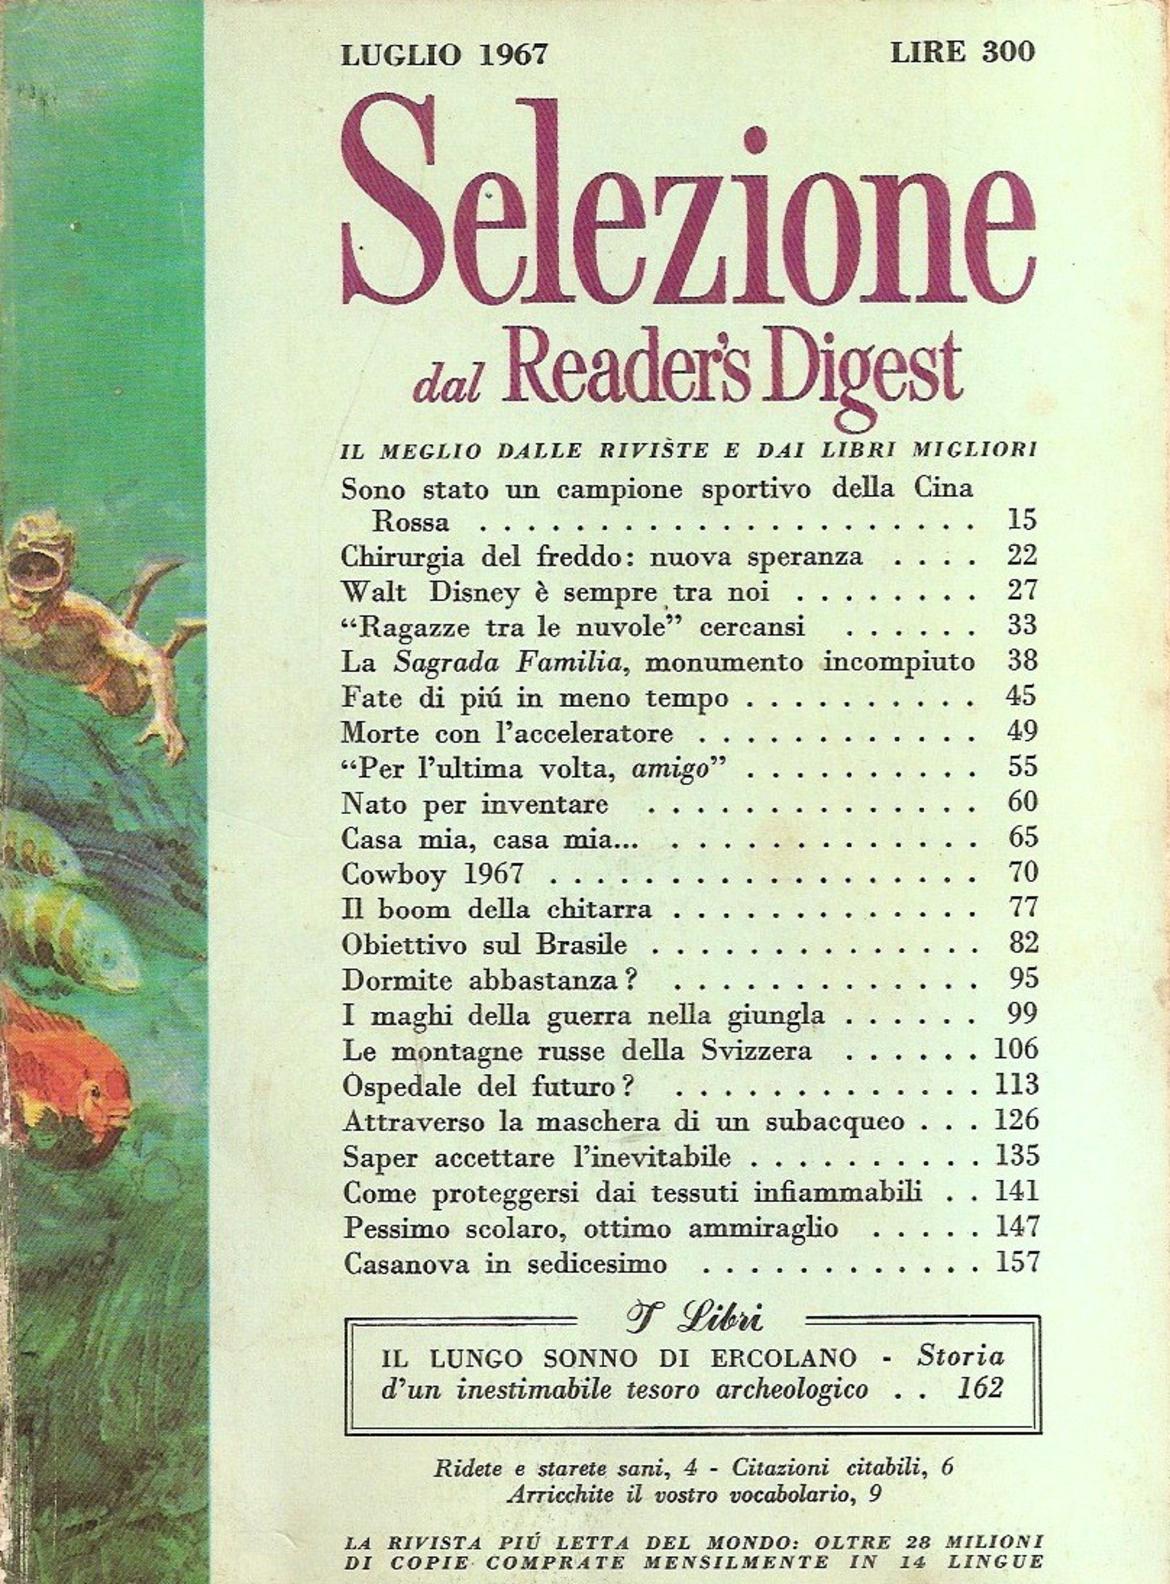 LUGLIO 1967 LIRE 300
Selezione
dal Reader's Digest
IL MEGLIO DALLE RIVISTE E DAI LIBRI MIGLIORI
Sono stato un campione sportivo della Cina
Rossa . . . . . . . . . . . . . . . . . . . . . 15
Chirurgia del freddo: nuova speranza . . . . 22
Walt Disney è sempre tra noi . . . . . . . . 27
“Ragazze tra le nuvole” cercansi . . . . . . 33
La Sagrada Familia, monumento incompiuto 38
Fate di piú in meno tempo . . . . . . . . . . 45
Morte con l'acceleratore . . . . . . . . . . . . 49
“Per l'ultima volta, amigo” . . . . . . . . . . 55
Nato per inventare . . . . . . . . . . . . . . 60
Casa mia, casa mia... . . . . . . . . . . . . . 65
Cowboy 1967 . . . . . . . . . . . . . . . . . . 70
Il boom della chitarra . . . . . . . . . . . . . 77
Obiettivo sul Brasile . . . . . . . . . . . . . . 82
Dormite abbastanza? . . . . . . . . . . . . . 95
I maghi della guerra nella giungla . . . . . . 99
Le montagne russe della Svizzera . . . . . . 106
Ospedale del futuro? . . . . . . . . . . . . . 113
Attraverso la maschera di un subacqueo . . . 126
Saper accettare l'inevitabile . . . . . . . . . . 135
Come proteggersi dai tessuti infiammabili . . 141
Pessimo scolaro, ottimo ammiraglio . . . . . 147
Casanova in sedicesimo . . . . . . . . . . . . 157
I Libri
IL LUNGO SONNO DI ERCOLANO - Storia
d'un inestimabile tesoro archeologico . . 162
Ridete e starete sani, 4 - Citazioni citabili, 6
Arricchite il vostro vocabolario, 9
LA RIVISTA PIÚ LETTA DEL MONDO: OLTRE 28 MILIONI
DI COPIE COMPRATE MENSILMENTE IN 14 LINGUE